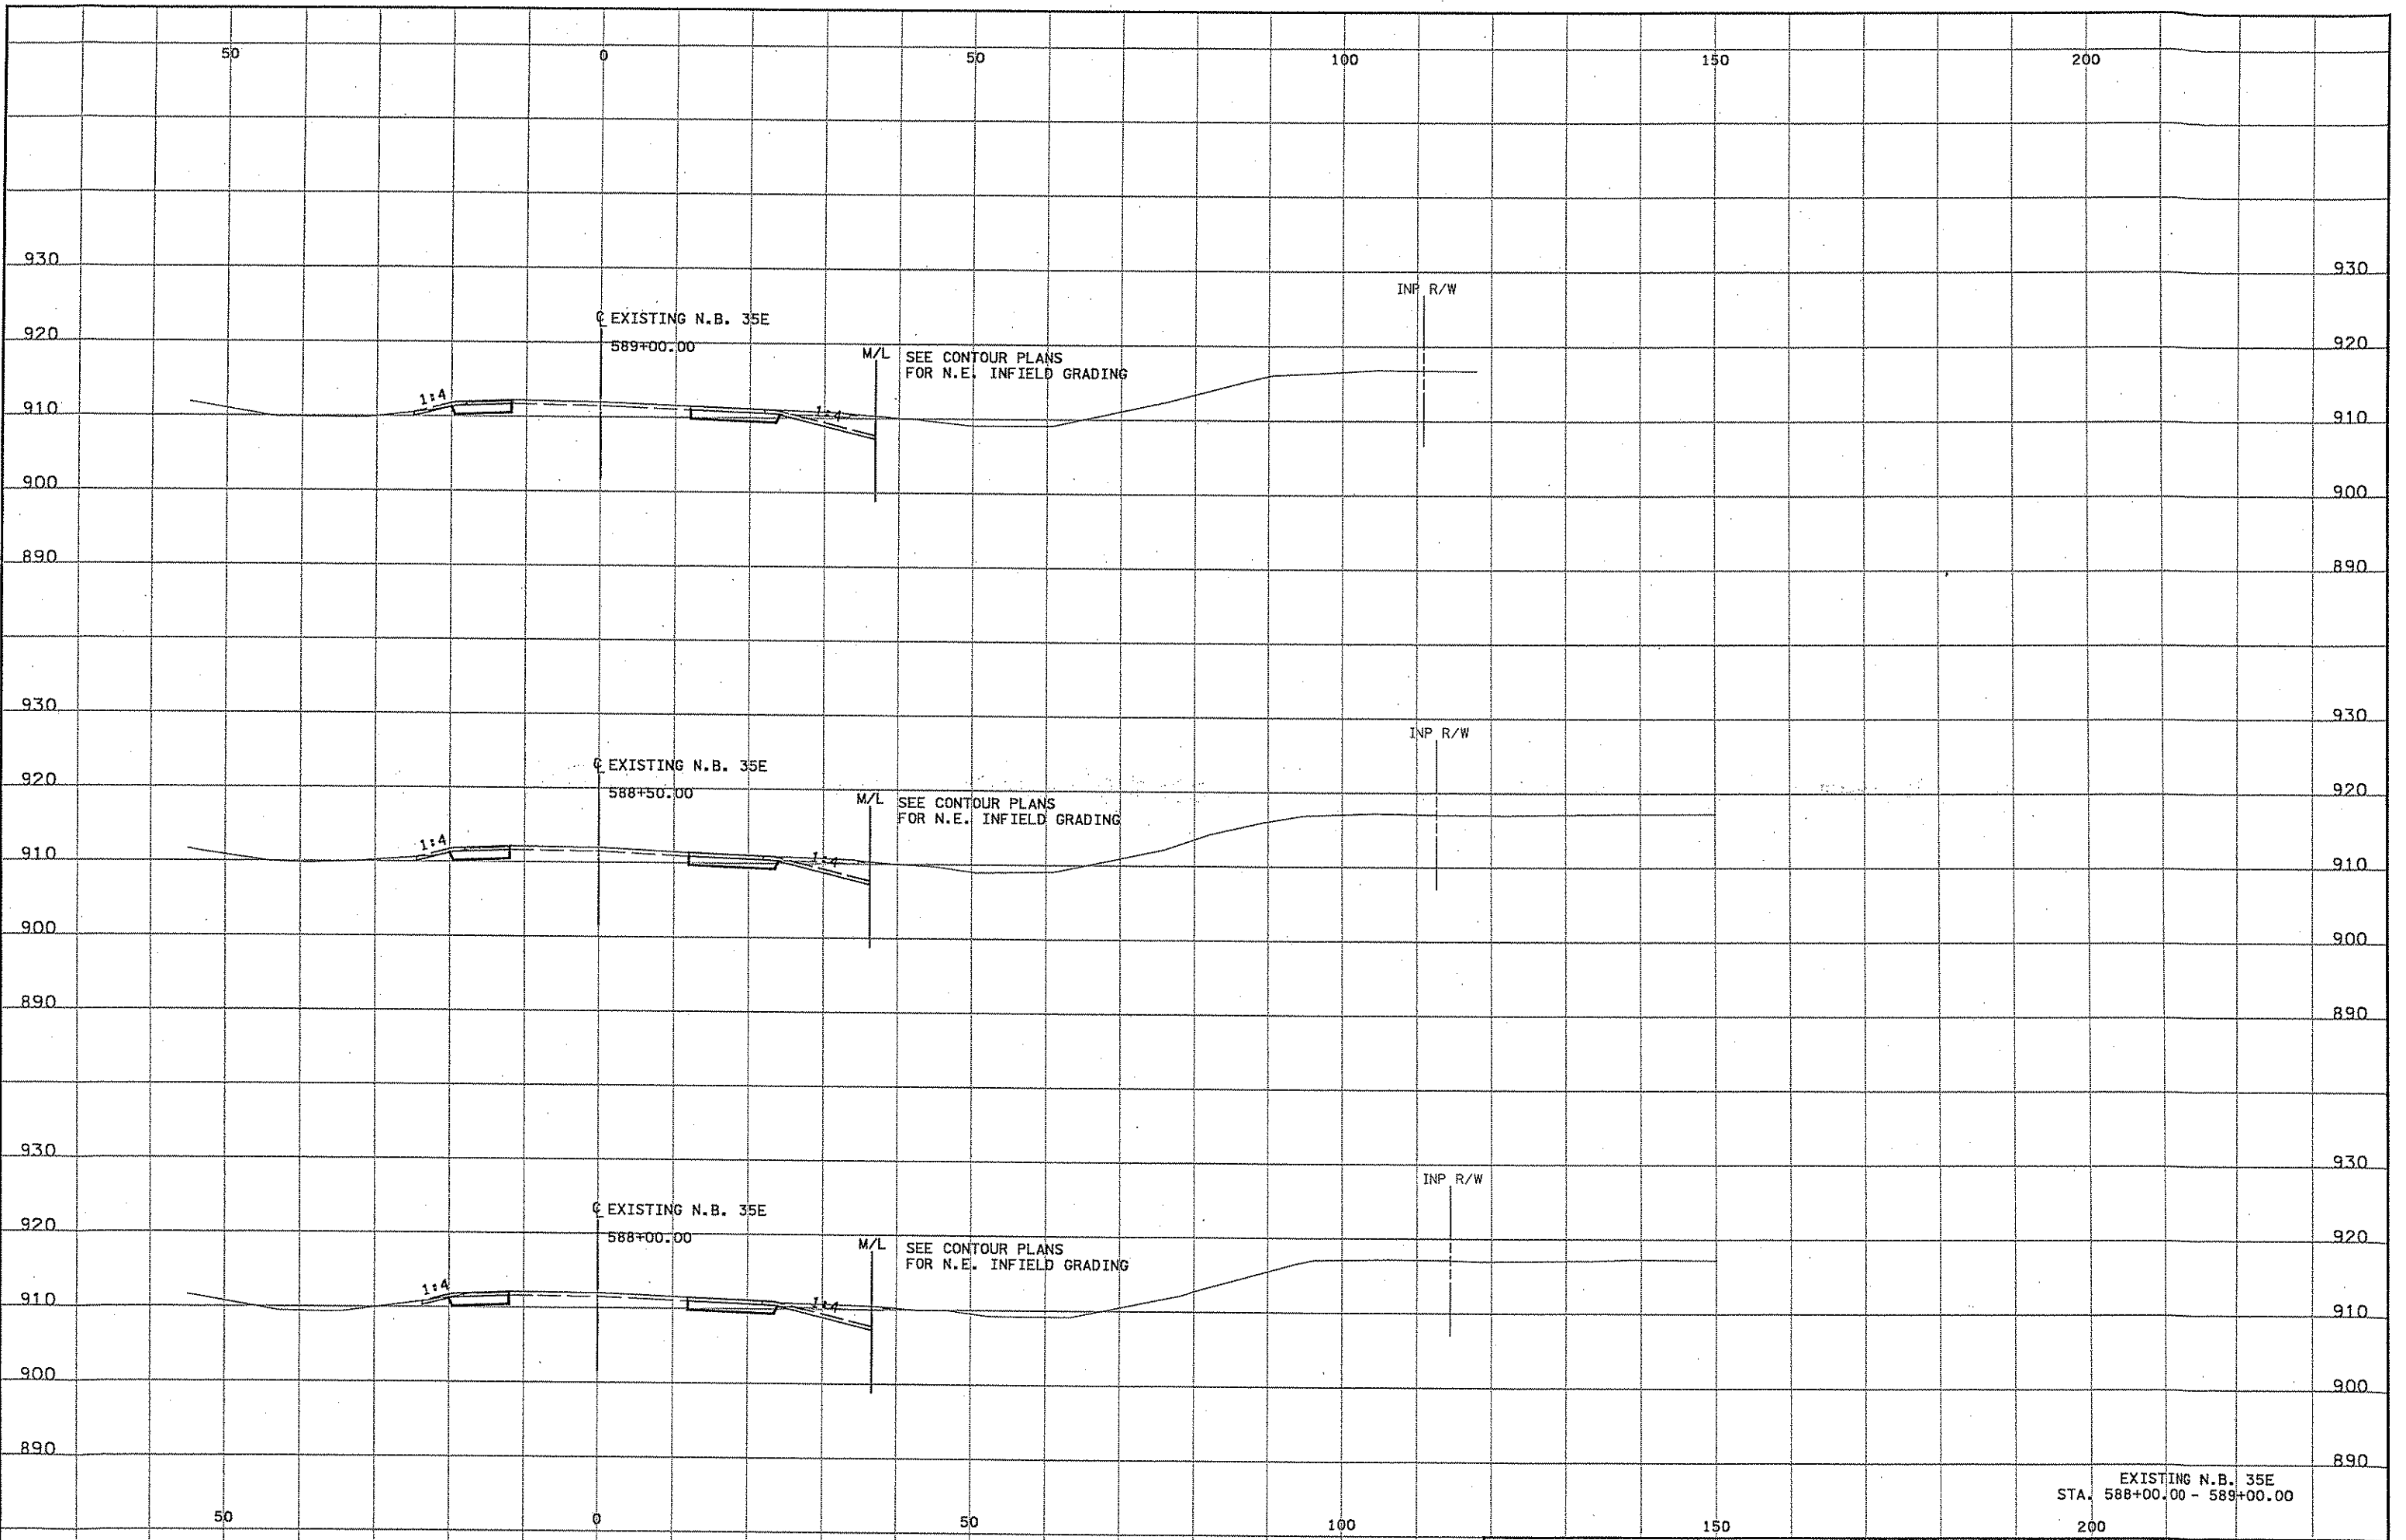 50 0 50 100 150 200
930 930
INP R/W
℄ EXISTING N.B. 35E
920 920
589+00.00
M/L SEE CONTOUR PLANS
FOR N.E. INFIELD GRADING
1:4 1:4
910 910
900 900
890 890
930 930
INP R/W
℄ EXISTING N.B. 35E
920 920
588+50.00
M/L SEE CONTOUR PLANS
FOR N.E. INFIELD GRADING
1:4 1:4
910 910
900 900
890 890
930 930
INP R/W
℄ EXISTING N.B. 35E
920 920
588+00.00
M/L SEE CONTOUR PLANS
FOR N.E. INFIELD GRADING
1:4 1:4
910 910
900 900
890 890
EXISTING N.B. 35E
STA. 588+00.00 - 589+00.00
50 0 50 100 150 200